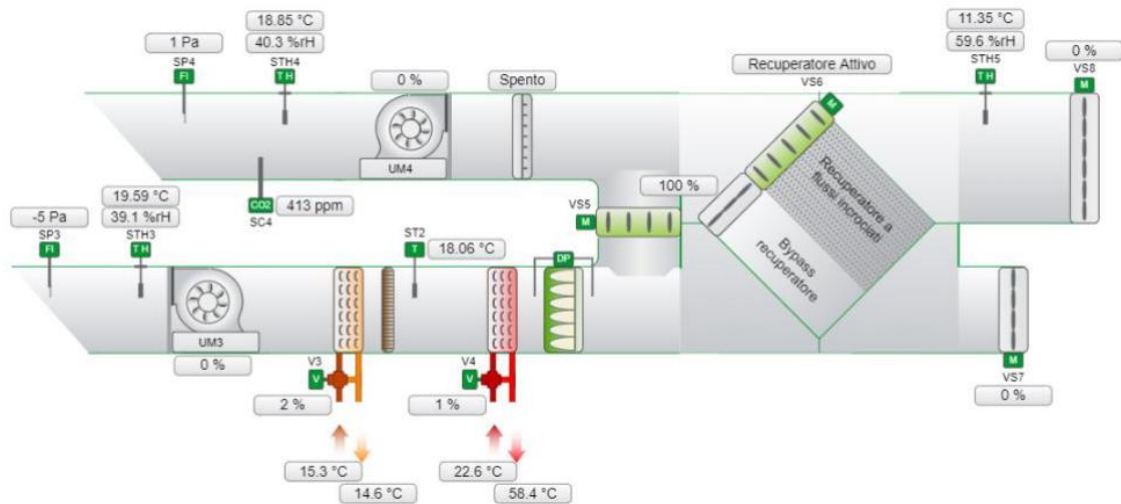 18.85 °C
40.3 %rH
STH4
T H
1 Pa
SP4
FI
0 %
UM4
Spento
Recuperatore Attivo
VS6
M
11.35 °C
59.6 %rH
STH5
T H
0 %
VS8
M
CO2
SC4
413 ppm
100 %
VS5
M
Recuperatore a
flussi incrociati
Bypass
recuperatore
19.59 °C
39.1 %rH
STH3
T H
-5 Pa
SP3
FI
UM3
0 %
ST2
T
18.06 °C
DP
V3
V
2 %
V4
V
1 %
M
VS7
0 %
15.3 °C
14.6 °C
22.6 °C
58.4 °C